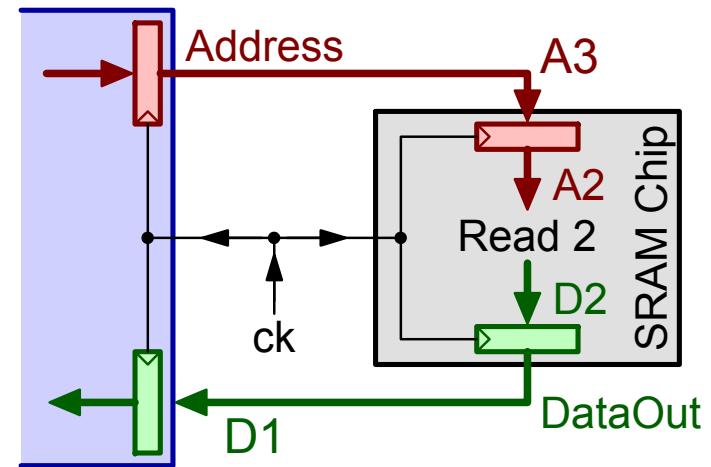 Address
A3
A2
Read 2
D2
SRAM Chip
ck
D1
DataOut